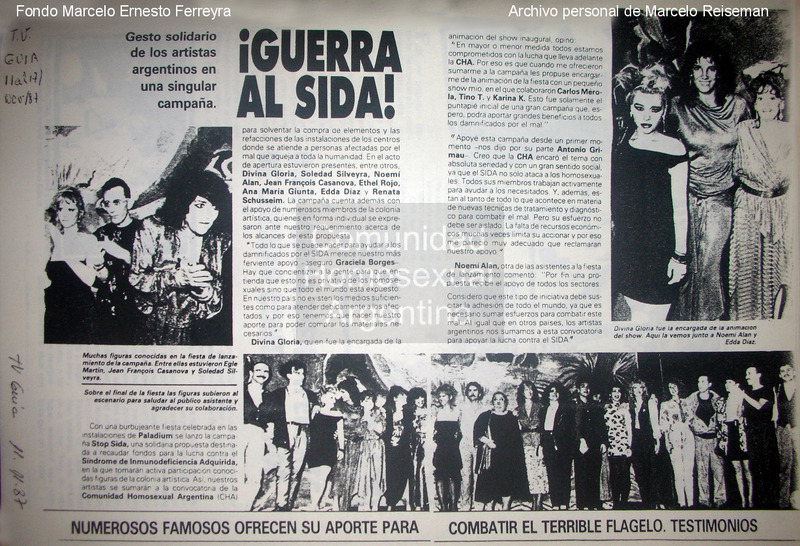 Fondo Marcelo Ernesto Ferreyra
Archivo personal de Marcelo Reiseman
T.V.
GUIA
Gesto solidario
de los artistas
argentinos en
una singular
campaña.
¡GUERRA
AL SIDA!
Muchas figuras conocidas en la fiesta de lanza-
miento de la campaña. Entre ellas estuvieron Egle
Martin, Jean François Casanova y Soledad Sil-
veyra.
Sobre el final de la fiesta las figuras subieron al
escenario para saludar al público asistente y
agradecer su colaboración.
Con una burbujeante fiesta celebrada en las
instalaciones de Paladium se lanzó la campa-
ña Stop Sida, una solidaria propuesta destina-
da a recaudar fondos para la lucha contra el
Síndrome de Inmunodeficiencia Adquirida,
en la que tomarán activa participación conoci-
das figuras de la colonia artística. Así, nuestros
artistas se sumarán a la convocatoria de la
Comunidad Homosexual Argentina (CHA)
para solventar la compra de elementos y las
refacciones de las instalaciones de los centros
donde se atiende a personas afectadas por el
mal que aqueja a toda la humanidad. En el acto
de apertura estuvieron presentes, entre otros,
Divina Gloria, Soledad Silveyra, Noemí
Alan, Jean François Casanova, Ethel Rojo,
Ana María Giunta, Edda Díaz y Renata
Schussheim. La campaña cuenta además con
el apoyo de numerosos miembros de la colonia
artística, quienes en forma individual se expre-
saron ante nuestro requerimiento acerca de
los alcances de esta propuesta.
"Todo lo que se pueda hacer para ayudar a los
damnificados por el SIDA merece nuestro más
ferviente apoyo –aseguró Graciela Borges–
Hay que concientizar a la gente para que en-
tienda que esto no sólo afecta a los homose-
xuales sino que todo el mundo está expuesto.
En nuestro país no existen los medios suficien-
tes como para atender debidamente a los afec-
tados, y por eso tenemos que dar nuestro
aporte para poder comprar los equipos ne-
cesarios."
Divina Gloria, quien fue la encargada de la
animación del show inaugural, opinó:
"En mayor o menor medida todos estamos
comprometidos con la lucha que lleva adelante
la CHA. Por eso es que cuando me ofrecieron
sumarme a la campaña les propuse encargar-
me de la animación de la fiesta con un pequeño
show mío, en el que colaboraron Carlos Méro-
la, Tino T. y Karina K. Esto fue solamente el
puntapié inicial de una gran campaña que, es-
pero, podrá aportar grandes beneficios a todos
los damnificados por el mal."
"Apoyé esta campaña desde un primer mo-
mento –nos dijo por su parte Antonio Gri-
mau–. Creo que la CHA encaró el tema con
absoluta seriedad y con un gran sentido social,
ya que el SIDA no sólo ataca a los homosexua-
les. Todos sus miembros trabajan activamente
para ayudar a los necesitados. Y, además, es-
tán al tanto de todo lo que acontece en materia
de nuevas técnicas de tratamiento y diagnósti-
co para combatir el mal. Pero su esfuerzo no
debe ser aislado. La falta de recursos económi-
cos muchas veces limita su accionar y por eso
es muy adecuado que reclamaran
nuestro apoyo."
Noemí Alan, otra de las asistentes a la fiesta
de lanzamiento comentó: "Por fin una pro-
puesta con el apoyo de todos los sectores.
Considero que este tipo de iniciativa debe sus-
citar la adhesión de todo el mundo, ya que es
necesario sumar esfuerzos para combatir este
mal. Al igual que en otros países, los artistas
argentinos nos sumamos a esta convocatoria
para apoyar la lucha contra el SIDA."
Divina Gloria fue la encargada de la animación
del show. Aquí la vemos junto a Noemí Alan y
Edda Díaz.
Comunidad
Homosexual
Argentina
TV Guia 11 11-87
NUMEROSOS FAMOSOS OFRECEN SU APORTE PARA COMBATIR EL TERRIBLE FLAGELO. TESTIMONIOS